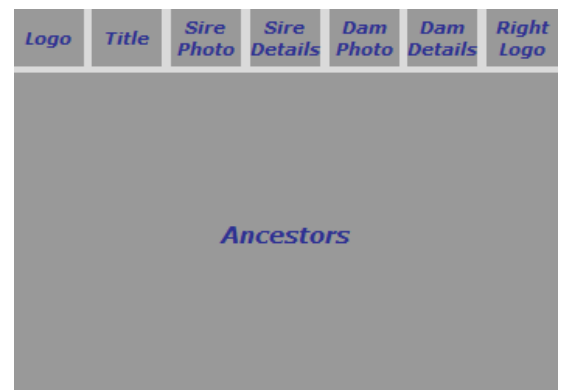 Logo
Title
Sire
Photo
Sire
Details
Dam
Photo
Dam
Details
Right
Logo
Ancestors